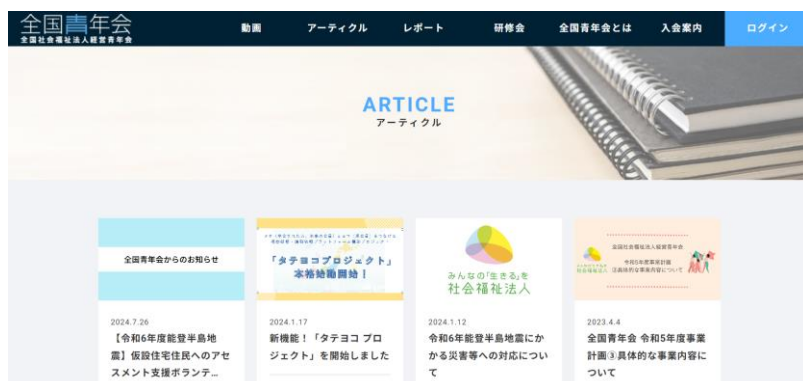 全国青年会
全国社会福祉法人経営青年会
動画
アーティクル
レポート
研修会
全国青年会とは
入会案内
ログイン
ARTICLE
アーティクル
全国青年会からのお知らせ
「タテヨコプロジェクト」
本格始動開始！
みんなの「生きる」を
社会福祉法人
全国社会福祉法人経営青年会
令和5年度事業計画
③具体的な事業内容について
2024.7.26
【令和6年度能登半島地
震】仮設住宅住民へのアセ
スメント支援ボランテ...
2024.1.17
新機能！「タテヨコ プロ
ジェクト」を開始しました
2024.1.12
令和6年能登半島地震にか
かる災害等への対応につい
て
2023.4.4
全国青年会 令和5年度事業
計画③具体的な事業内容に
ついて